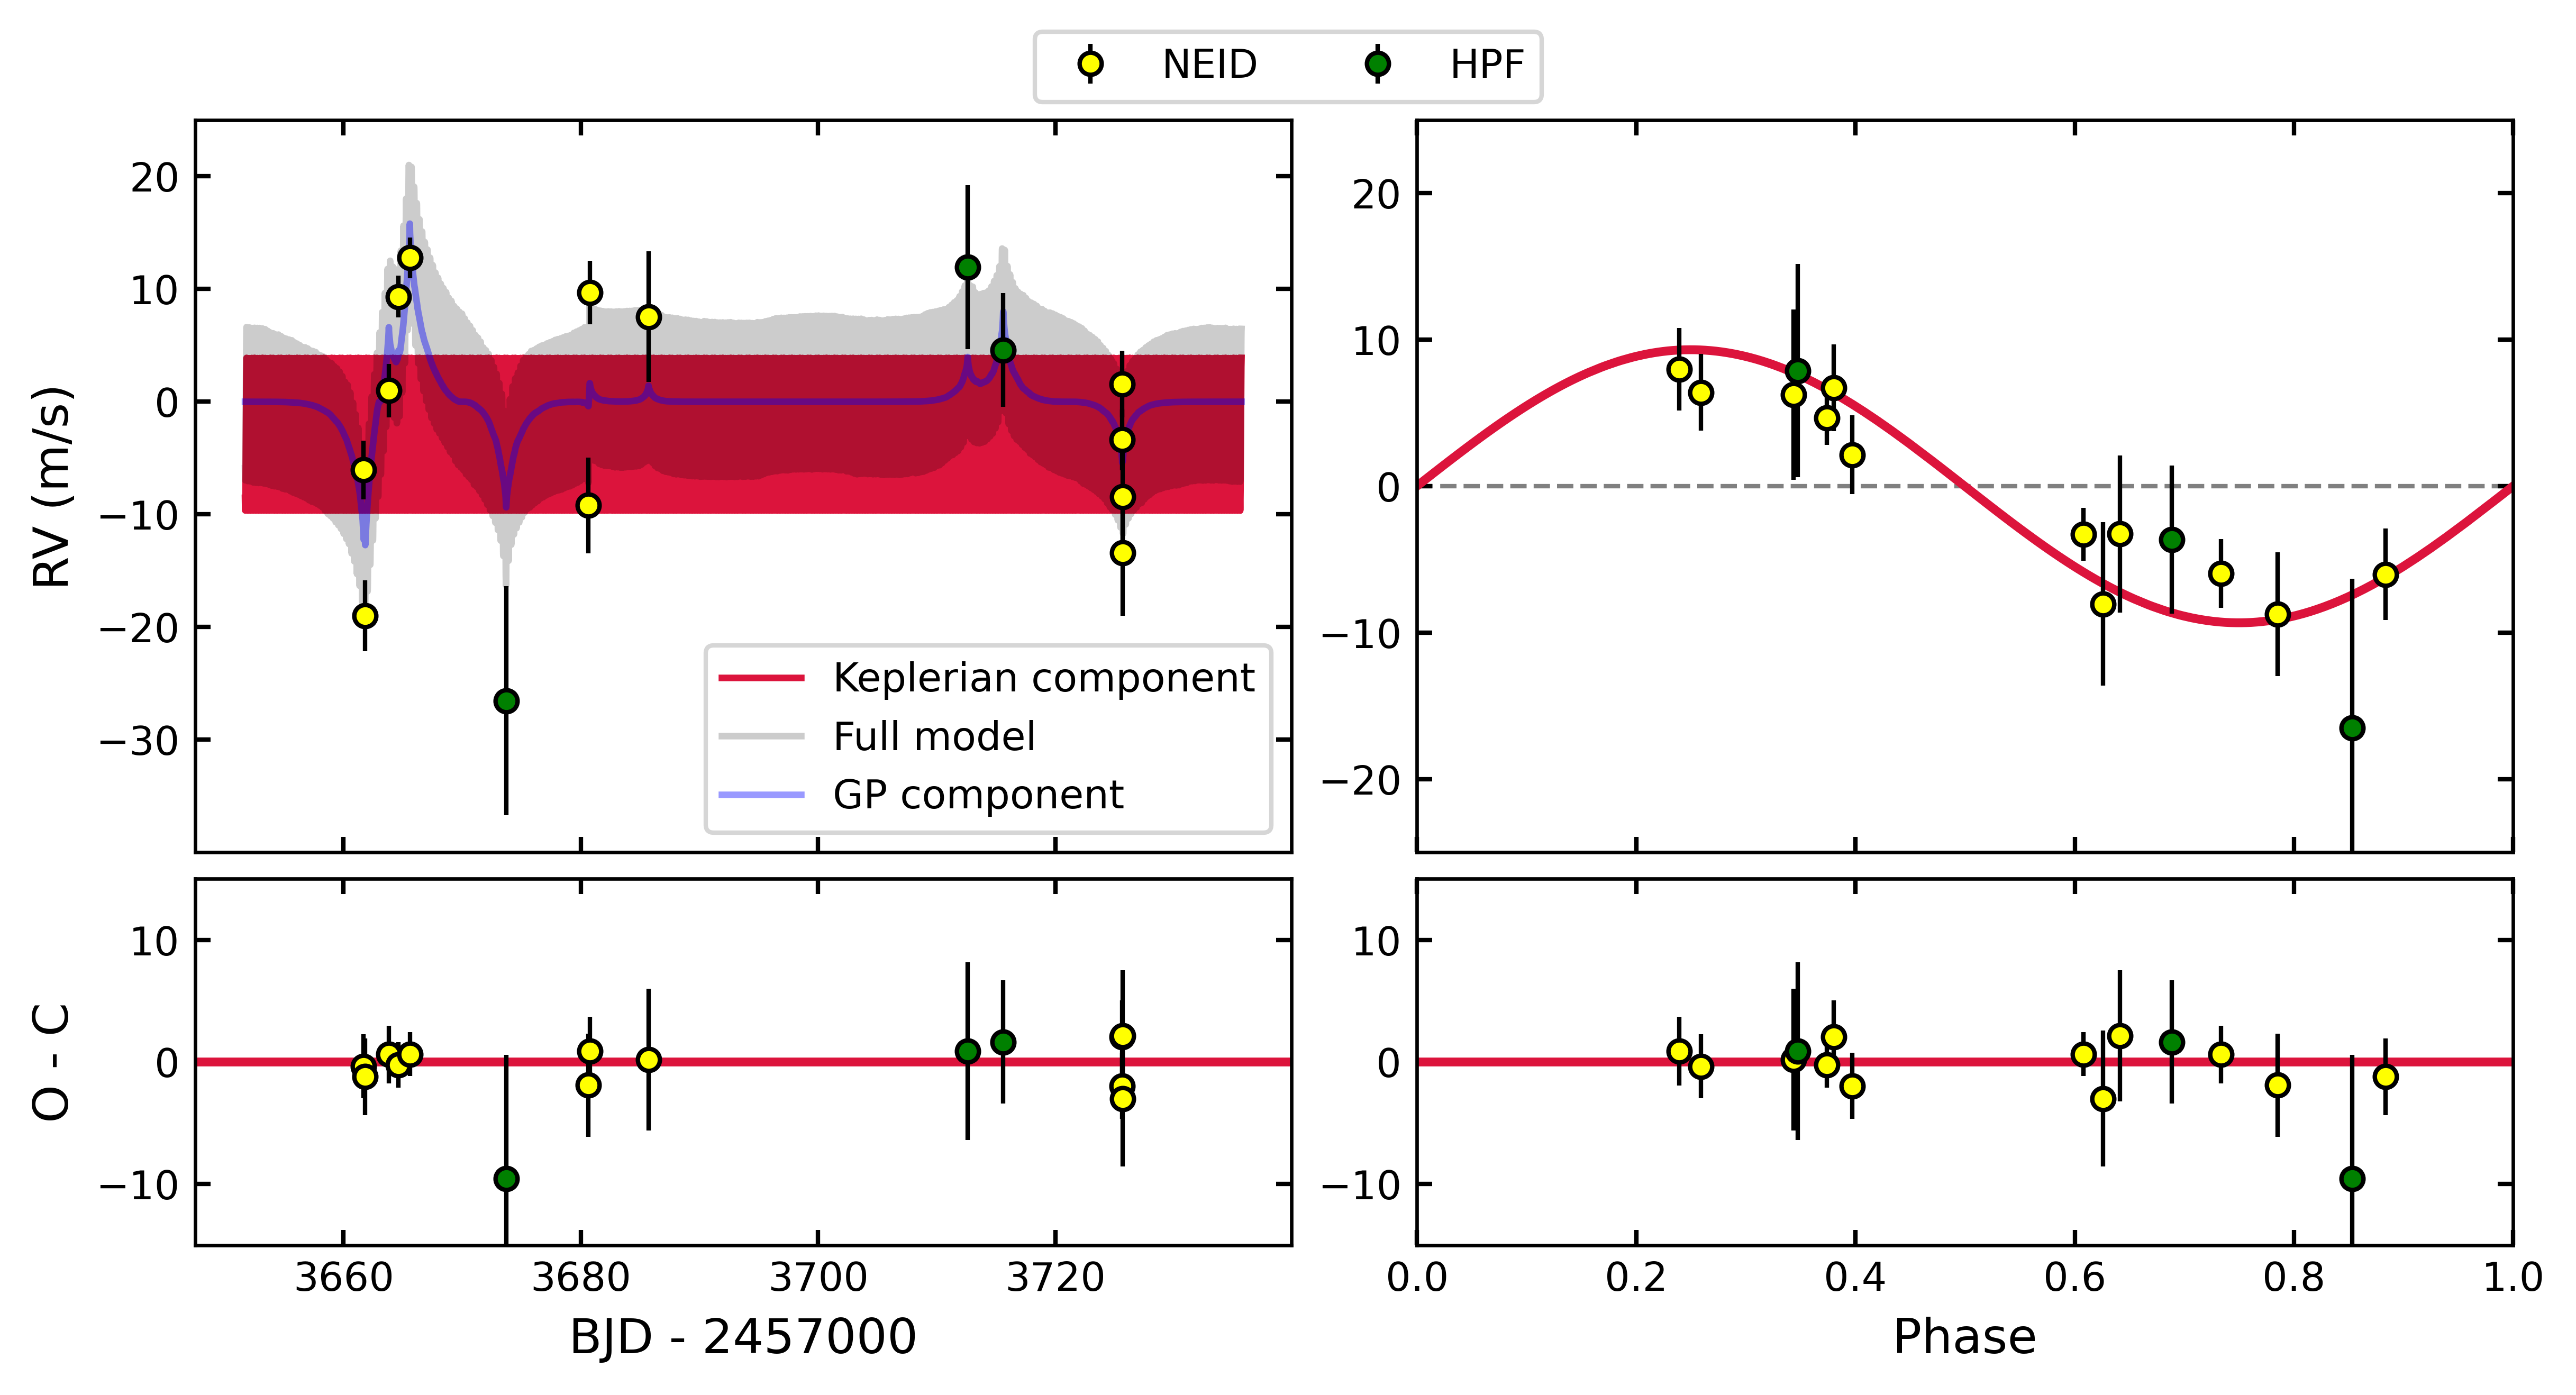 NEID HPF
RV (m/s)
20
10
0
−10
−20
−30
Keplerian component
Full model
GP component
20
10
0
−10
−20
O - C
10
0
−10
3660 3680 3700 3720
BJD - 2457000
10
0
−10
0.0 0.2 0.4 0.6 0.8 1.0
Phase